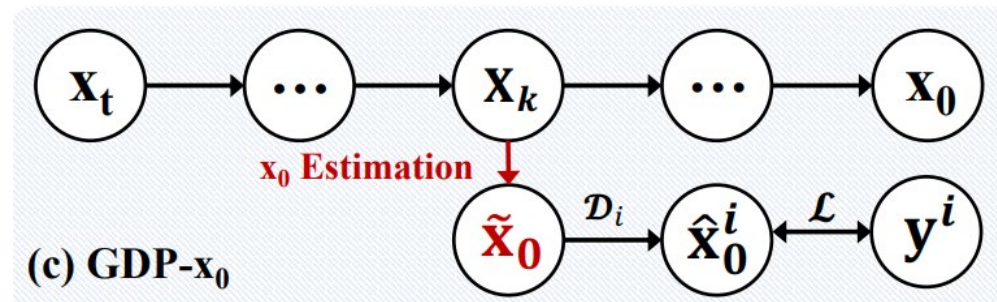 x_t ... x_k ... x_0
x_0 Estimation
x̃_0 𝒟_i x̂_0^i ℒ y^i
(c) GDP-x_0